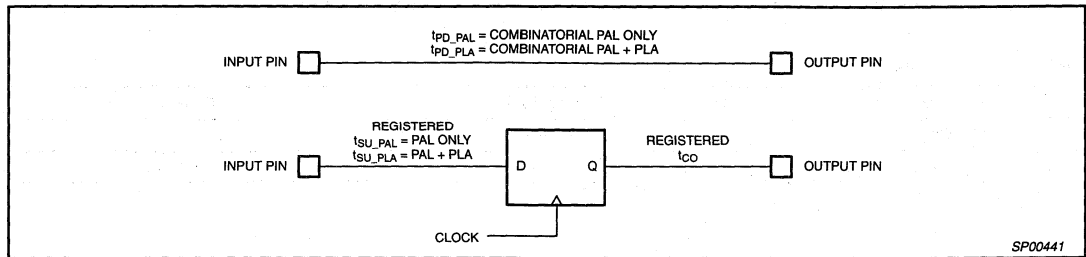 tPD_PAL = COMBINATORIAL PAL ONLY
tPD_PLA = COMBINATORIAL PAL + PLA
INPUT PIN
OUTPUT PIN
REGISTERED
tSU_PAL = PAL ONLY
tSU_PLA = PAL + PLA
INPUT PIN
D
Q
REGISTERED
tCO
OUTPUT PIN
CLOCK
SP00441